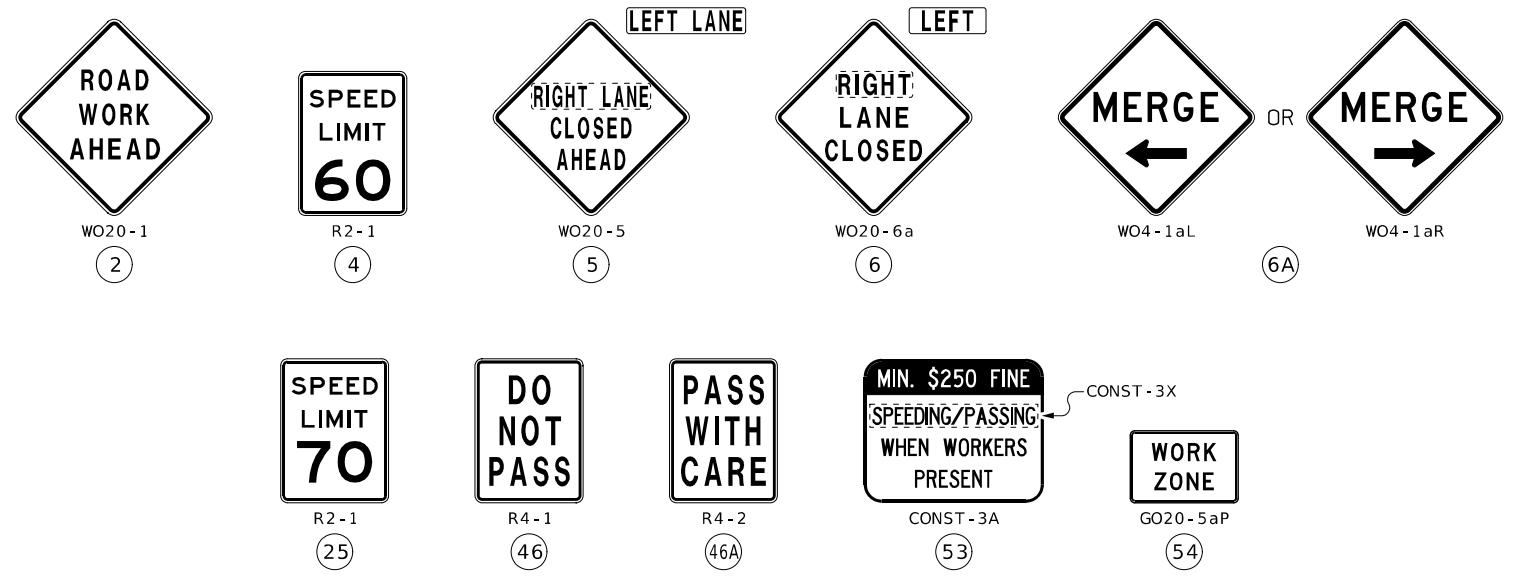 ROAD
WORK
AHEAD
WO20-1
2
SPEED
LIMIT
60
R2-1
4
LEFT LANE
RIGHT LANE
CLOSED
AHEAD
WO20-5
5
LEFT
RIGHT
LANE
CLOSED
WO20-6a
6
MERGE
WO4-1aL
OR
MERGE
WO4-1aR
6A
SPEED
LIMIT
70
R2-1
25
DO
NOT
PASS
R4-1
46
PASS
WITH
CARE
R4-2
46A
MIN. $250 FINE
SPEEDING/PASSING
WHEN WORKERS
PRESENT
CONST-3X
CONST-3A
53
WORK
ZONE
GO20-5aP
54